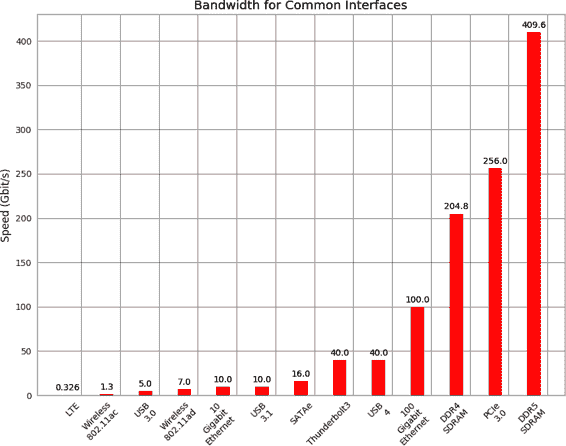 Bandwidth for Common Interfaces
Speed (Gbit/s)
400
350
300
250
200
150
100
50
0
0.326
1.3
5.0
7.0
10.0
10.0
16.0
40.0
40.0
100.0
204.8
256.0
409.6
LTE
Wireless
802.11ac
USB
3.0
Wireless
802.11ad
10
Gigabit
Ethernet
USB
3.1
SATAe
Thunderbolt3
USB
4
100
Gigabit
Ethernet
DDR4
SDRAM
PCIe
3.0
DDR5
SDRAM